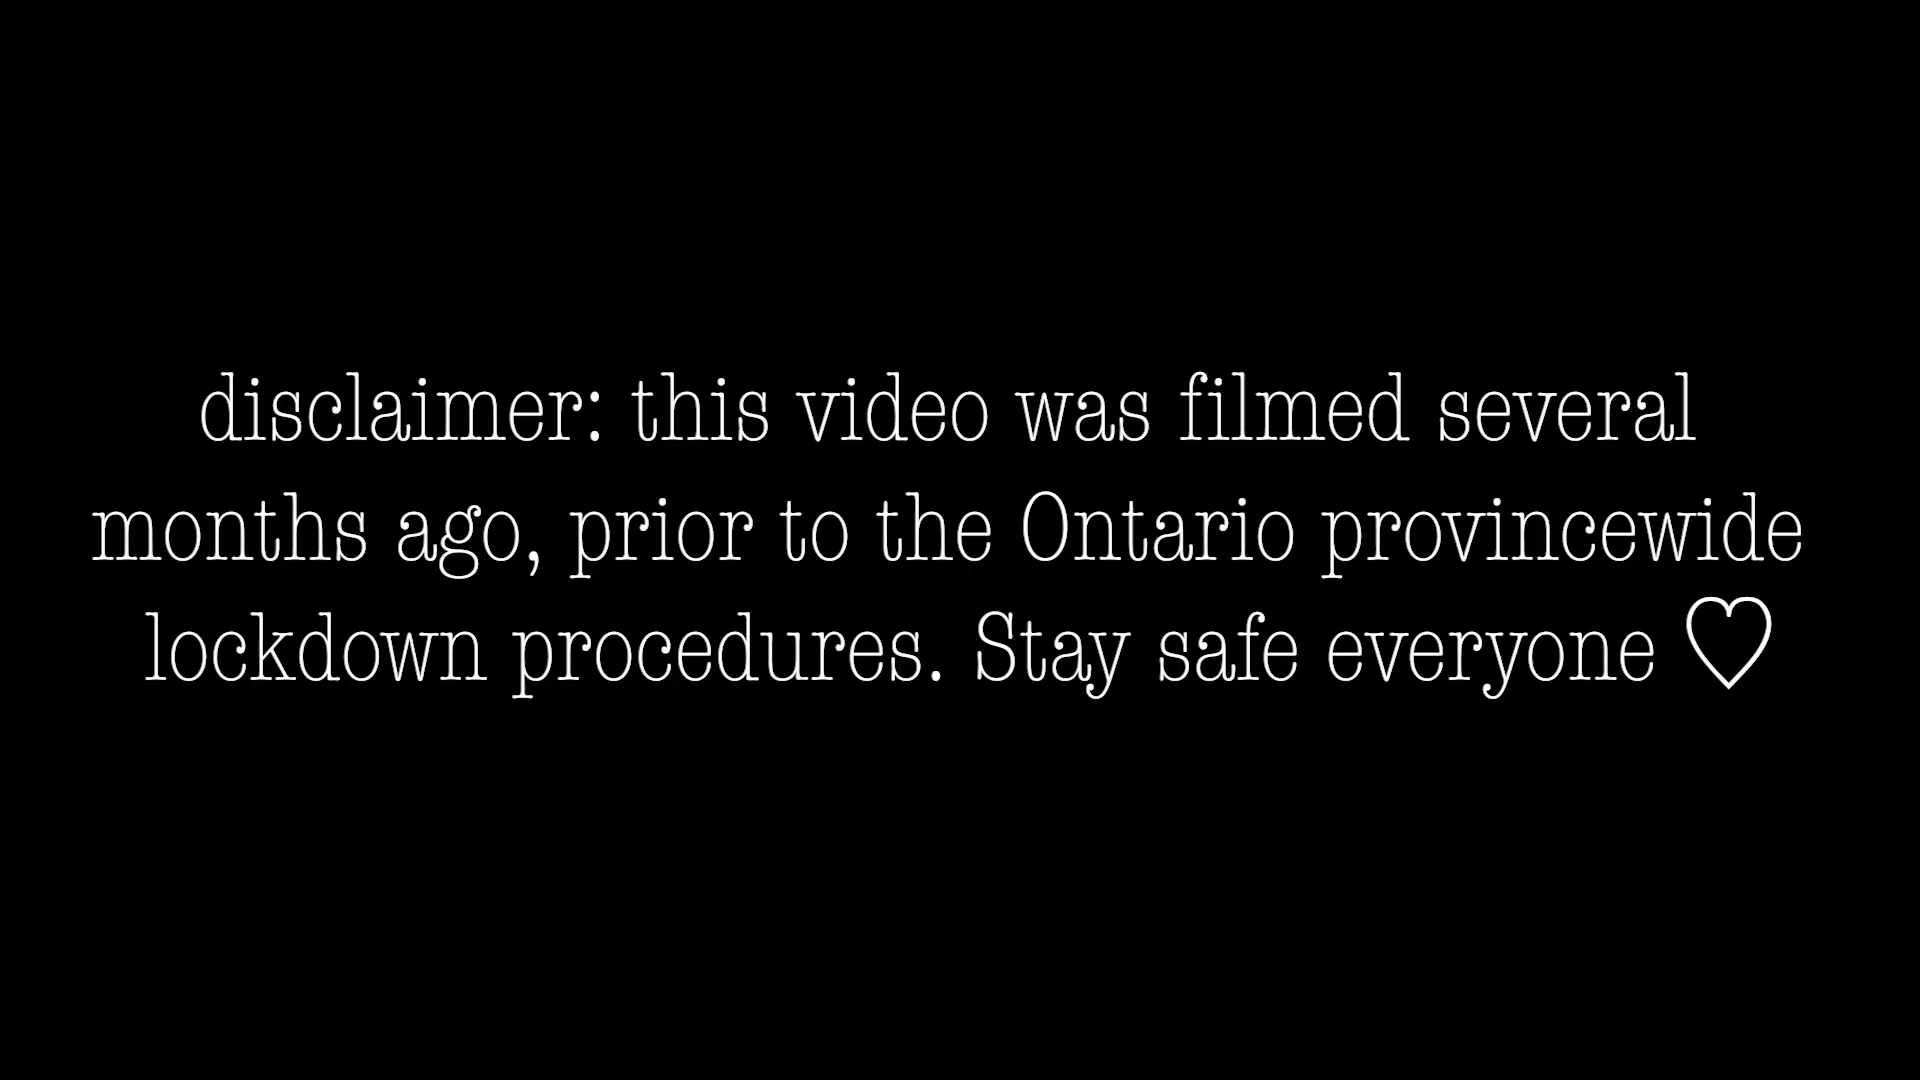 disclaimer: this video was filmed several
months ago, prior to the Ontario provincewide
lockdown procedures. Stay safe everyone ♡